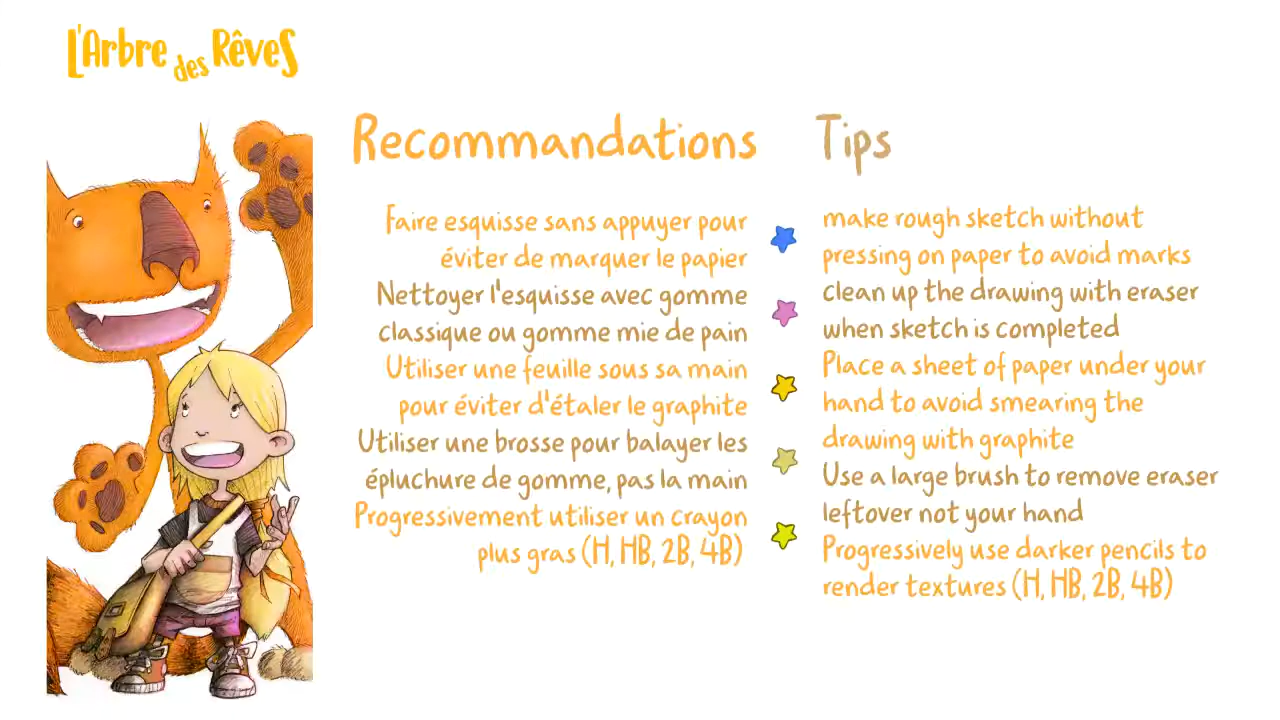 L'Arbre des Rêves
Recommandations
Faire esquisse sans appuyer pour
éviter de marquer le papier
Nettoyer l'esquisse avec gomme
classique ou gomme mie de pain
Utiliser une feuille sous sa main
pour éviter d'étaler le graphite
Utiliser une brosse pour balayer les
épluchure de gomme, pas la main
Progressivement utiliser un crayon
plus gras (H, HB, 2B, 4B)
Tips
make rough sketch without
pressing on paper to avoid marks
clean up the drawing with eraser
when sketch is completed
Place a sheet of paper under your
hand to avoid smearing the
drawing with graphite
Use a large brush to remove eraser
leftover not your hand
Progressively use darker pencils to
render textures (H, HB, 2B, 4B)